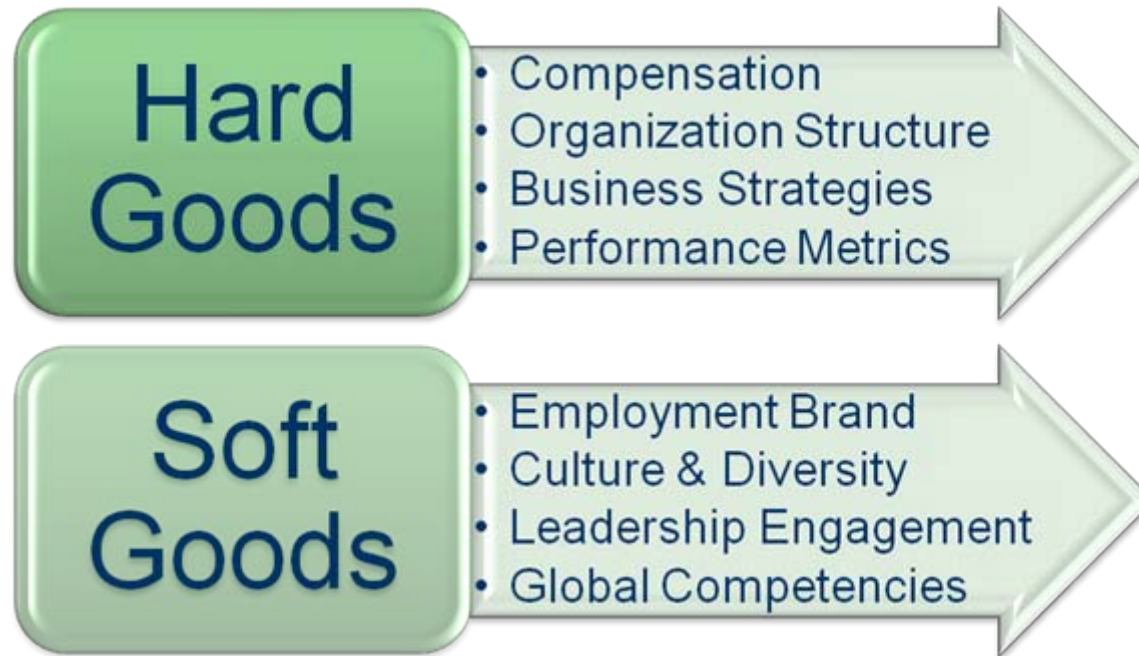 Hard
Goods
• Compensation
• Organization Structure
• Business Strategies
• Performance Metrics
Soft
Goods
• Employment Brand
• Culture & Diversity
• Leadership Engagement
• Global Competencies